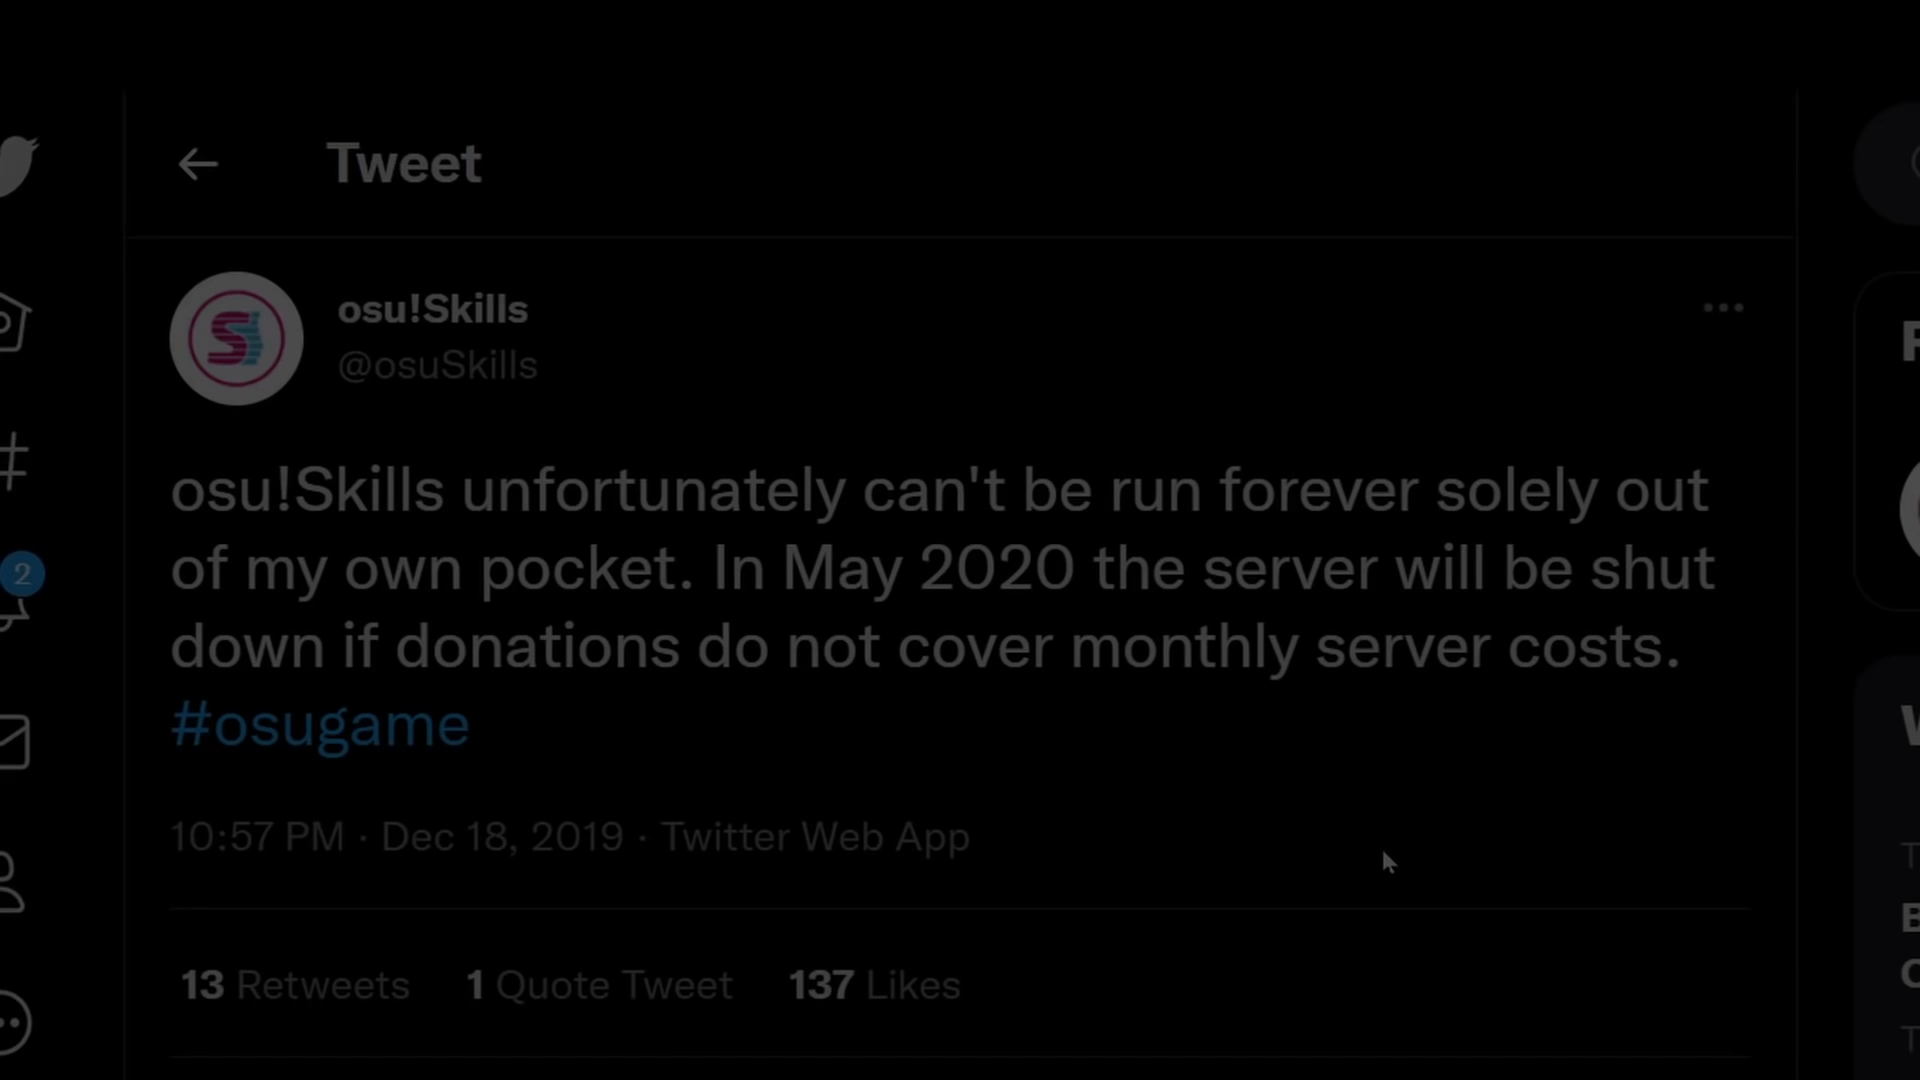 Tweet
osu!Skills
@osuSkills
osu!Skills unfortunately can't be run forever solely out
of my own pocket. In May 2020 the server will be shut
down if donations do not cover monthly server costs.
#osugame
2
10:57 PM · Dec 18, 2019 · Twitter Web App
13 Retweets 1 Quote Tweet 137 Likes